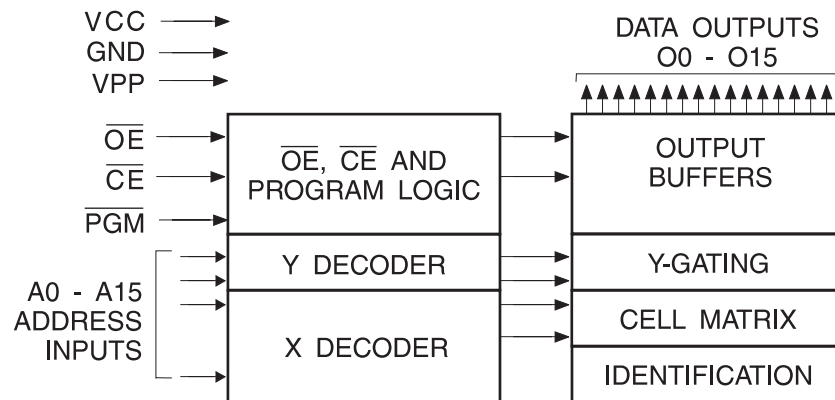 VCC
GND
VPP
OE
CE
PGM
A0 - A15
ADDRESS
INPUTS
OE, CE AND
PROGRAM LOGIC
Y DECODER
X DECODER
DATA OUTPUTS
O0 - O15
OUTPUT
BUFFERS
Y-GATING
CELL MATRIX
IDENTIFICATION